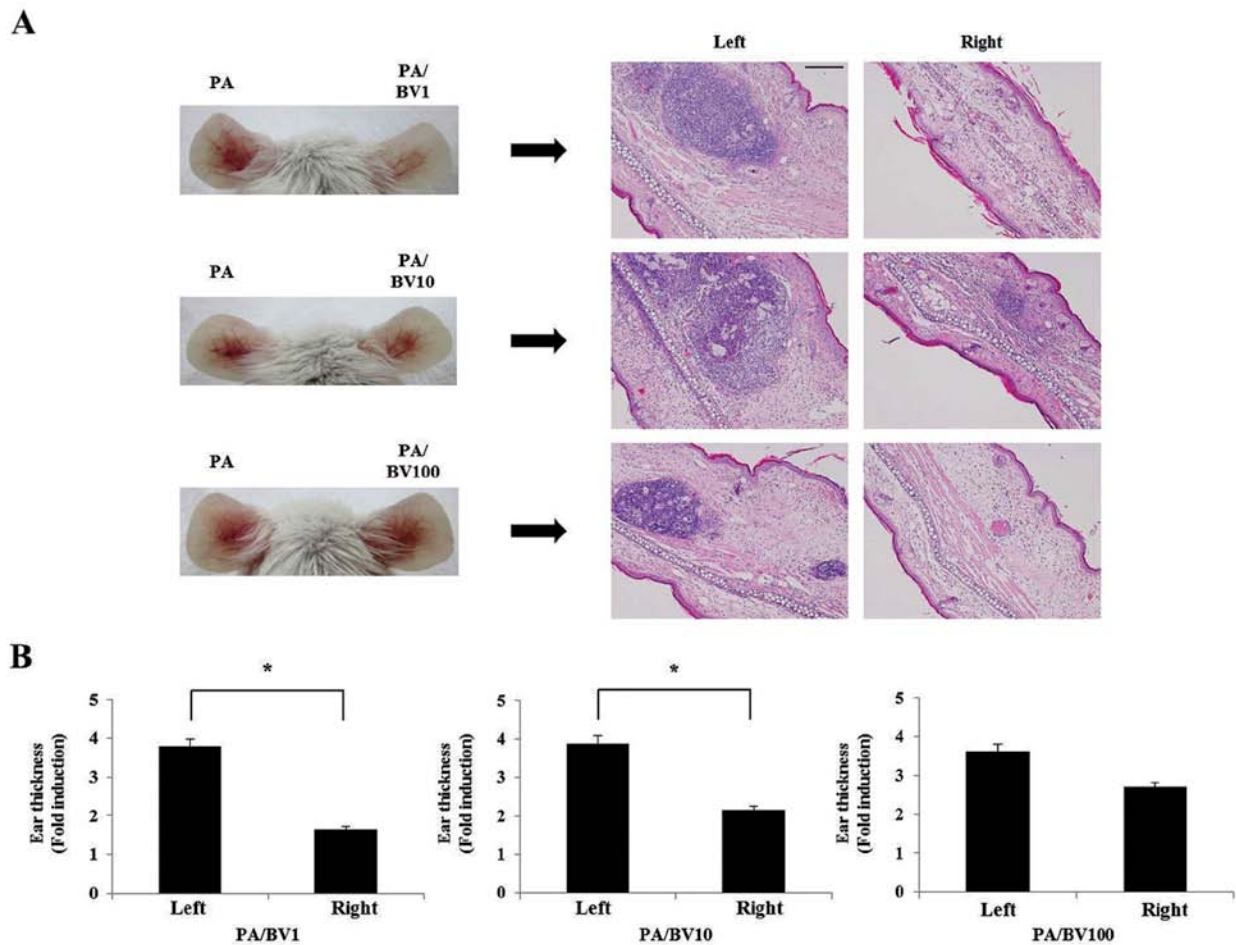 A
Left Right
PA PA/
BV1
PA PA/
BV10
PA PA/
BV100
B
* *
Ear thickness
(Fold induction)
5
4
3
2
1
0
Left Right
PA/BV1
Ear thickness
(Fold induction)
5
4
3
2
1
0
Left Right
PA/BV10
Ear thickness
(Fold induction)
5
4
3
2
1
0
Left Right
PA/BV100